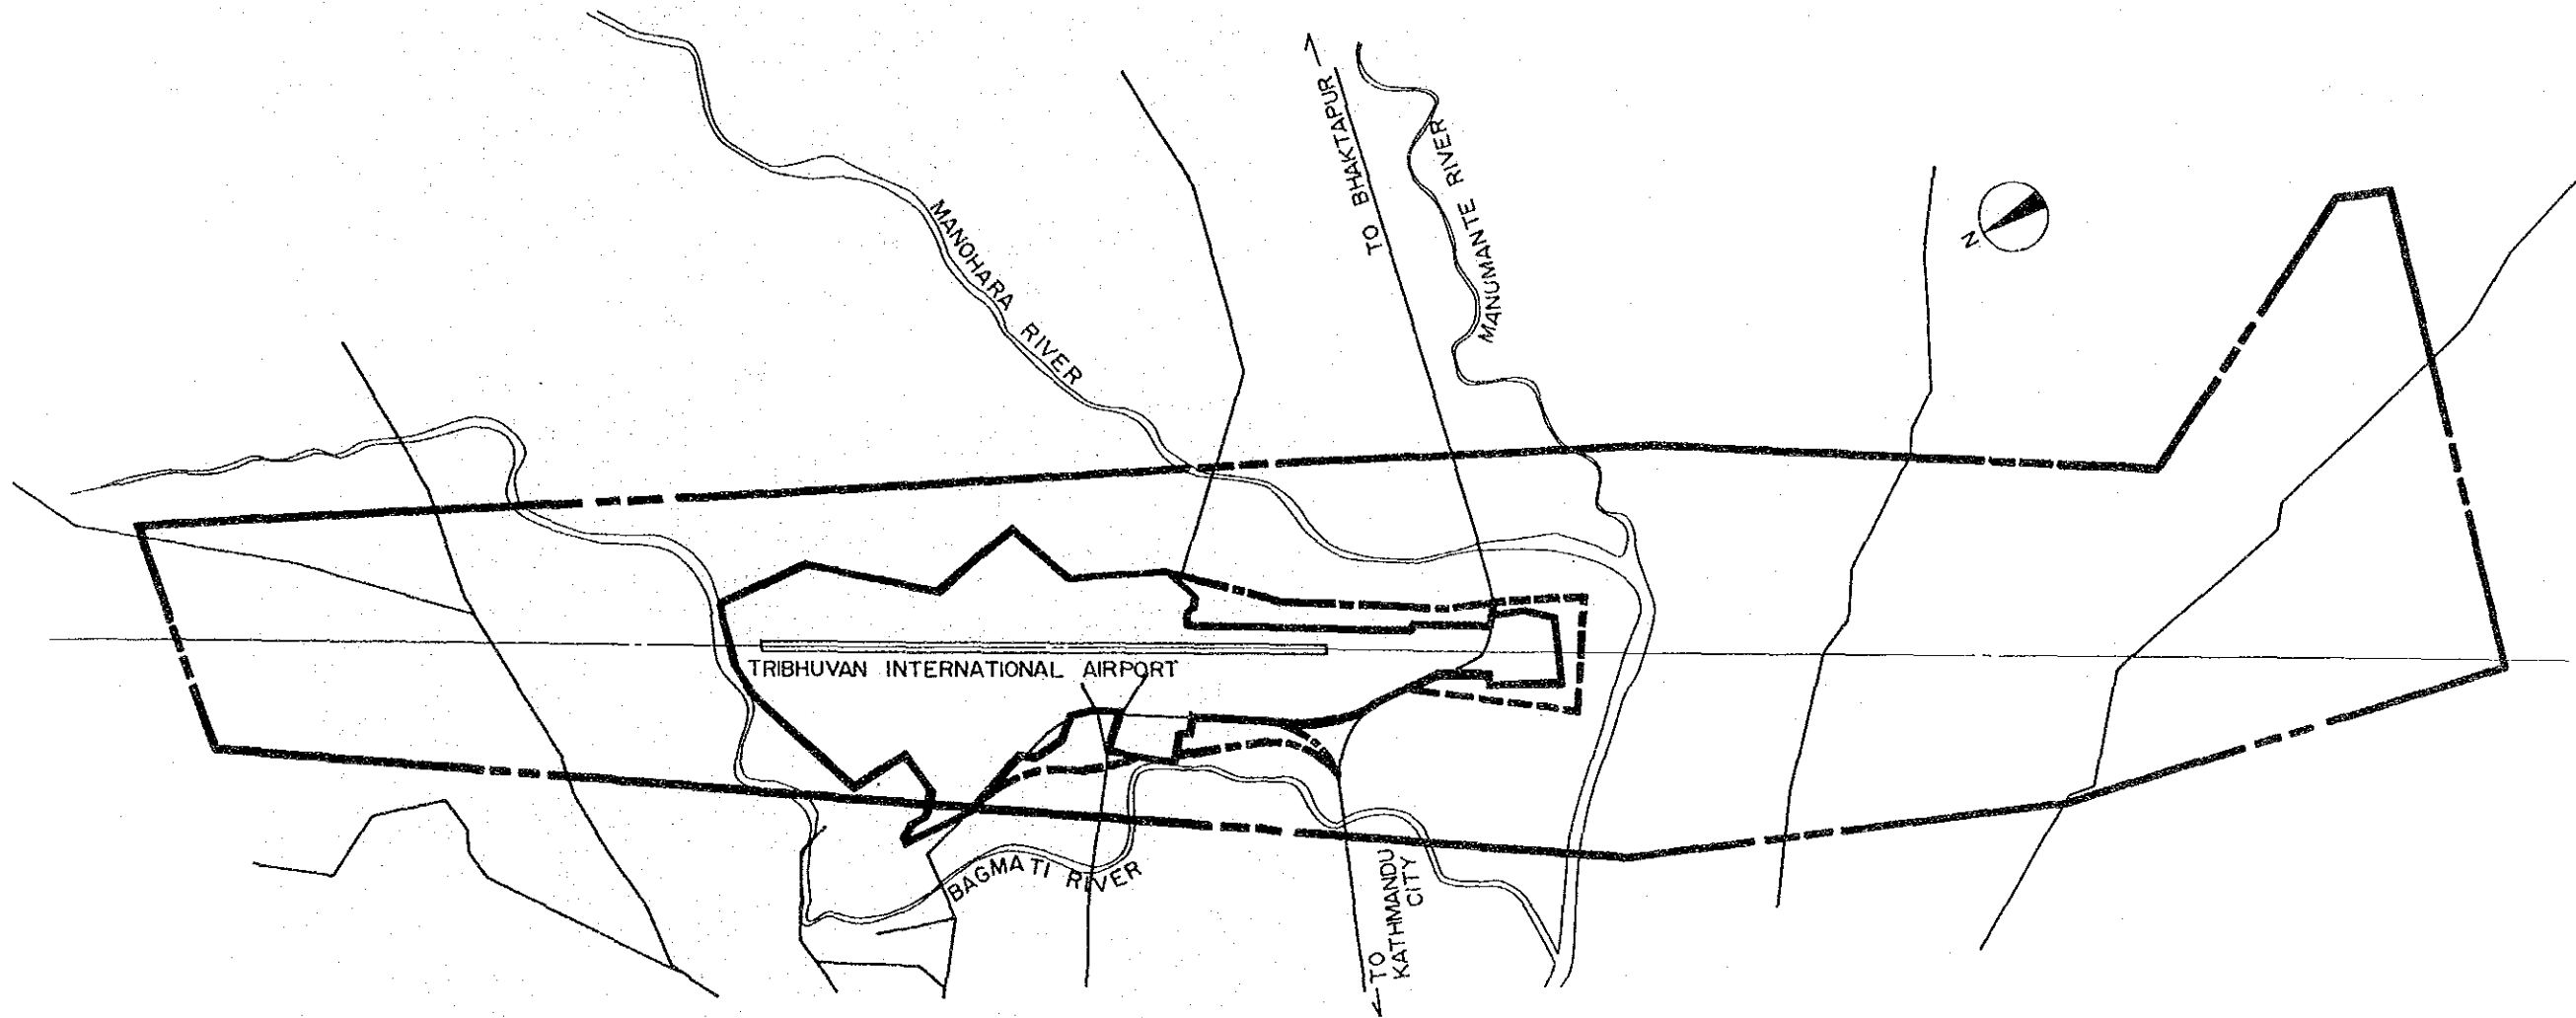 TO BHAKTAPUR
MANUMANTE RIVER
MANOHARA RIVER
N
TRIBHUVAN INTERNATIONAL AIRPORT
BAGMATI RIVER
TO
KATHMANDU
CITY